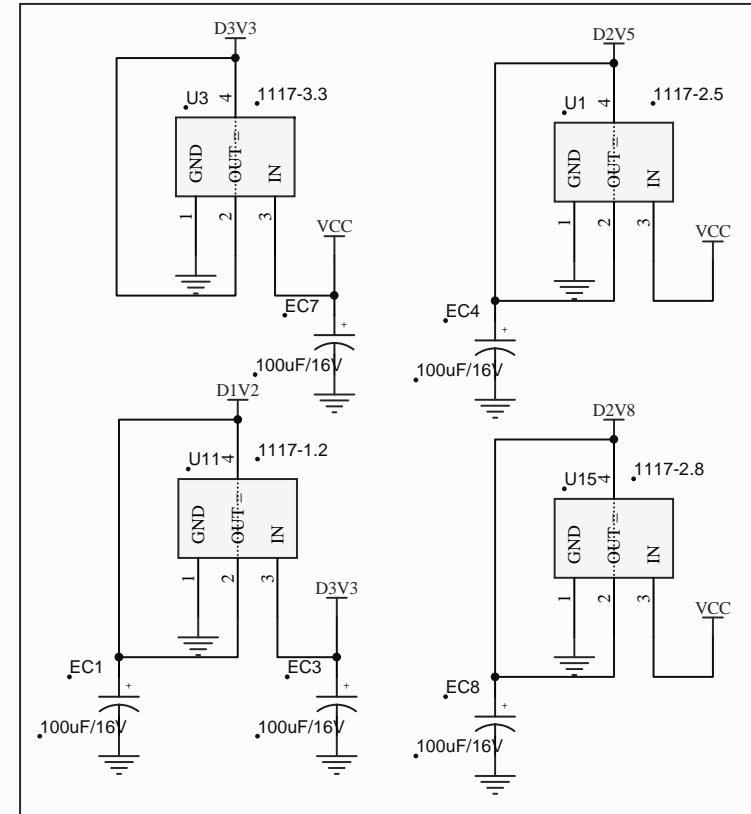 D3V3
U3
4
1117-3.3
GND
OUT
IN
1
2
3
VCC
EC7
+
100uF/16V
D2V5
U1
4
1117-2.5
GND
OUT
IN
1
2
3
VCC
EC4
+
100uF/16V
D1V2
U11
4
1117-1.2
GND
OUT
IN
1
2
3
D3V3
EC1
+
100uF/16V
EC3
+
100uF/16V
D2V8
U15
4
1117-2.8
GND
OUT
IN
1
2
3
VCC
EC8
+
100uF/16V